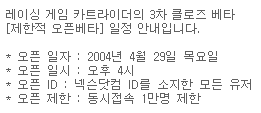 레이싱 게임 카트라이더의 3차 클로즈 베타
[제한적 오픈베타] 일정 안내입니다.
* 오픈 일자 : 2004년 4월 29일 목요일
* 오픈 일시 : 오후 4시
* 오픈 ID : 넥슨닷컴 ID를 소지한 모든 유저
* 오픈 제한 : 동시접속 1만명 제한